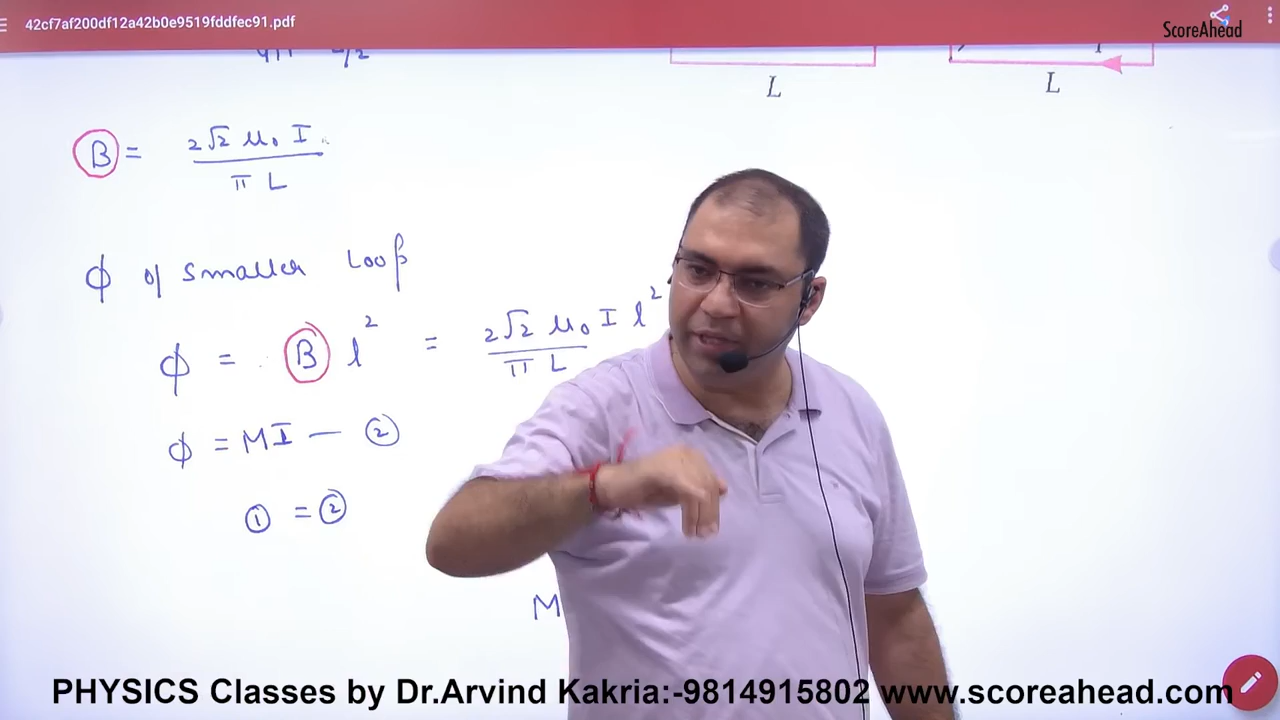 42cf7af200df12a42b0e9519fddfec91.pdf
ScoreAhead
L
L
B = 2√2 μ₀ I / π L
ϕ of smaller Loop
ϕ = B l² = 2√2 μ₀ I l² / π L
ϕ = MI — ②
① = ②
M
PHYSICS Classes by Dr.Arvind Kakria:-9814915802 www.scoreahead.com